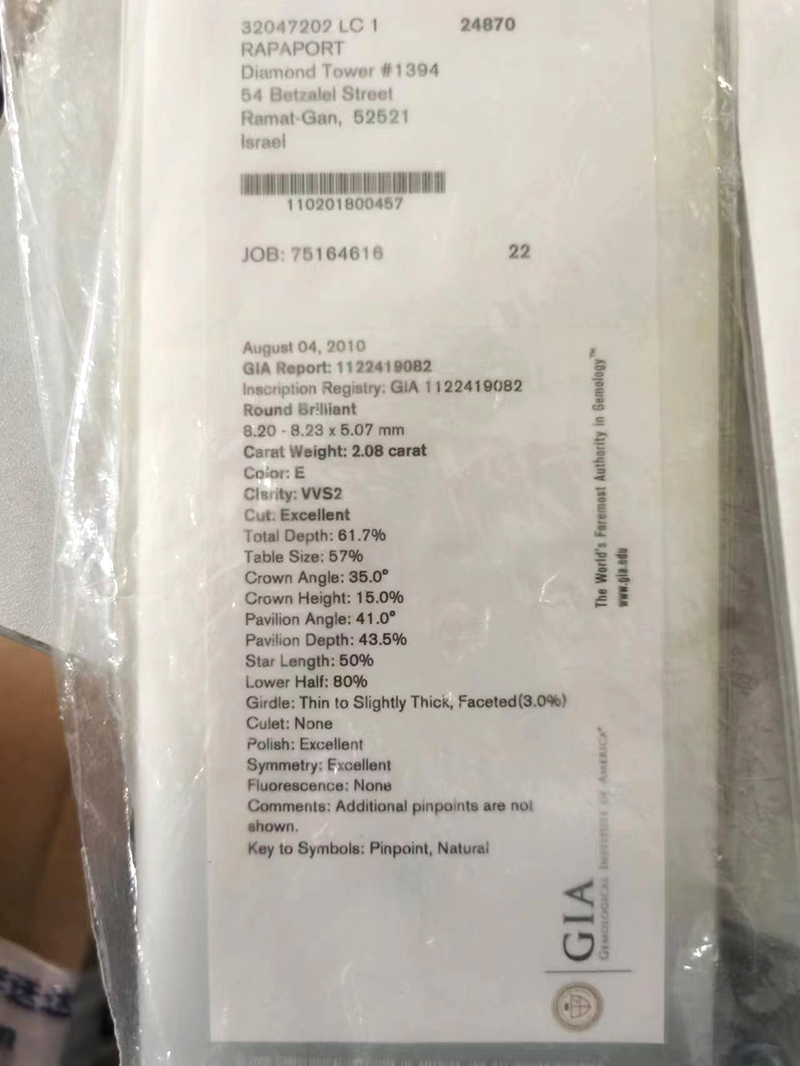 32047202 LC 1 24870
RAPAPORT
Diamond Tower #1394
54 Betzalel Street
Ramat-Gan, 52521
Israel
110201800457
JOB: 75164616 22
August 04, 2010
GIA Report: 1122419082
Inscription Registry: GIA 1122419082
Round Brilliant
8.20 - 8.23 x 5.07 mm
Carat Weight: 2.08 carat
Color: E
Clarity: VVS2
Cut: Excellent
Total Depth: 61.7%
Table Size: 57%
Crown Angle: 35.0°
Crown Height: 15.0%
Pavilion Angle: 41.0°
Pavilion Depth: 43.5%
Star Length: 50%
Lower Half: 80%
Girdle: Thin to Slightly Thick, Faceted(3.0%)
Culet: None
Polish: Excellent
Symmetry: Excellent
Fluorescence: None
Comments: Additional pinpoints are not
shown.
Key to Symbols: Pinpoint, Natural
The World's Foremost Authority in Gemology™
www.gia.edu
GIA
GEMOLOGICAL INSTITUTE OF AMERICA®